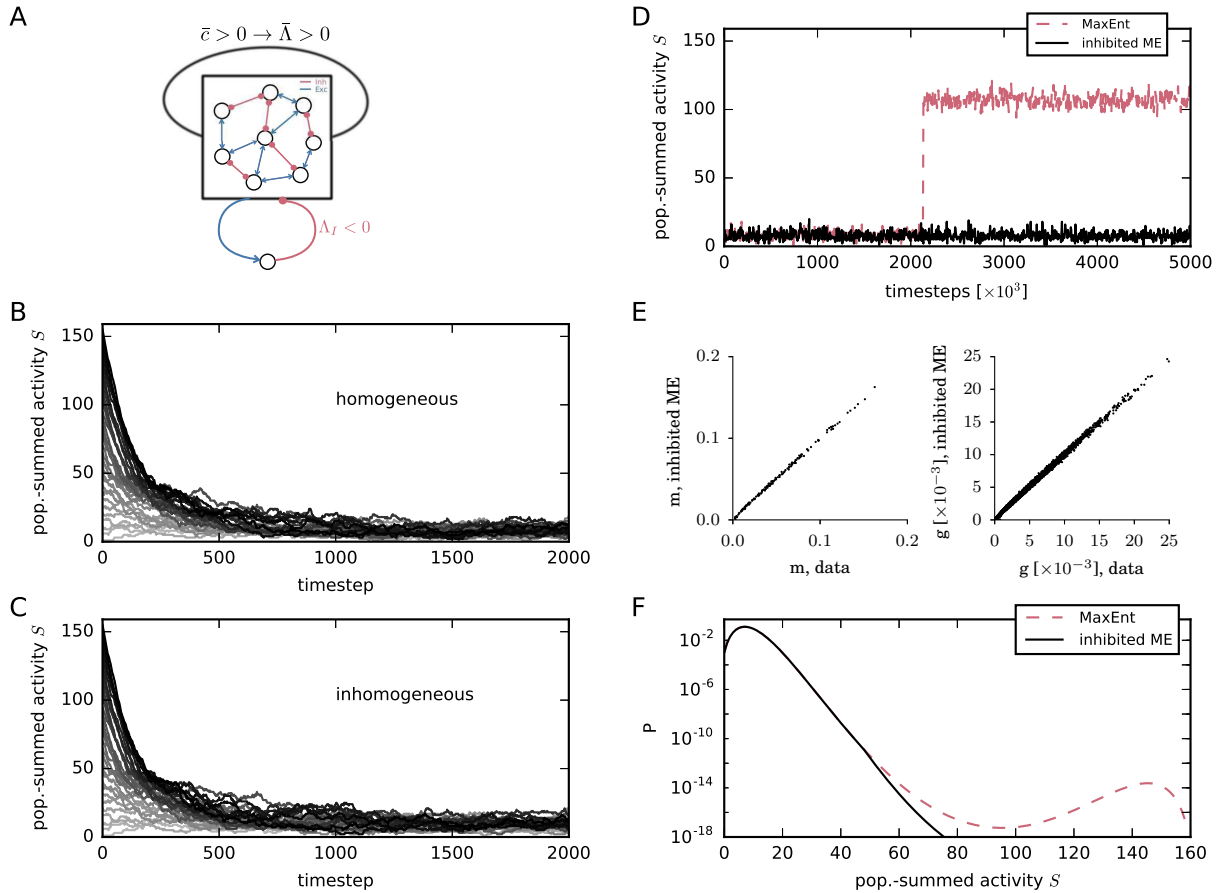 A
c̄ > 0 → Λ̄ > 0
Inh
Exc
Λ_I < 0
B
pop.-summed activity S
150
100
50
0
homogeneous
0 500 1000 1500 2000
timestep
C
pop.-summed activity S
150
100
50
0
inhomogeneous
0 500 1000 1500 2000
timestep
D
MaxEnt
inhibited ME
pop.-summed activity S
150
100
50
0
0 1000 2000 3000 4000 5000
timesteps [×10³]
E
m, inhibited ME
0.2
0.1
0.0
0.0 0.1 0.2
m, data
g [×10⁻³], inhibited ME
25
20
15
10
5
0
0 5 10 15 20 25
g [×10⁻³], data
F
MaxEnt
inhibited ME
P
10⁻²
10⁻⁶
10⁻¹⁰
10⁻¹⁴
10⁻¹⁸
0 20 40 60 80 100 120 140 160
pop.-summed activity S